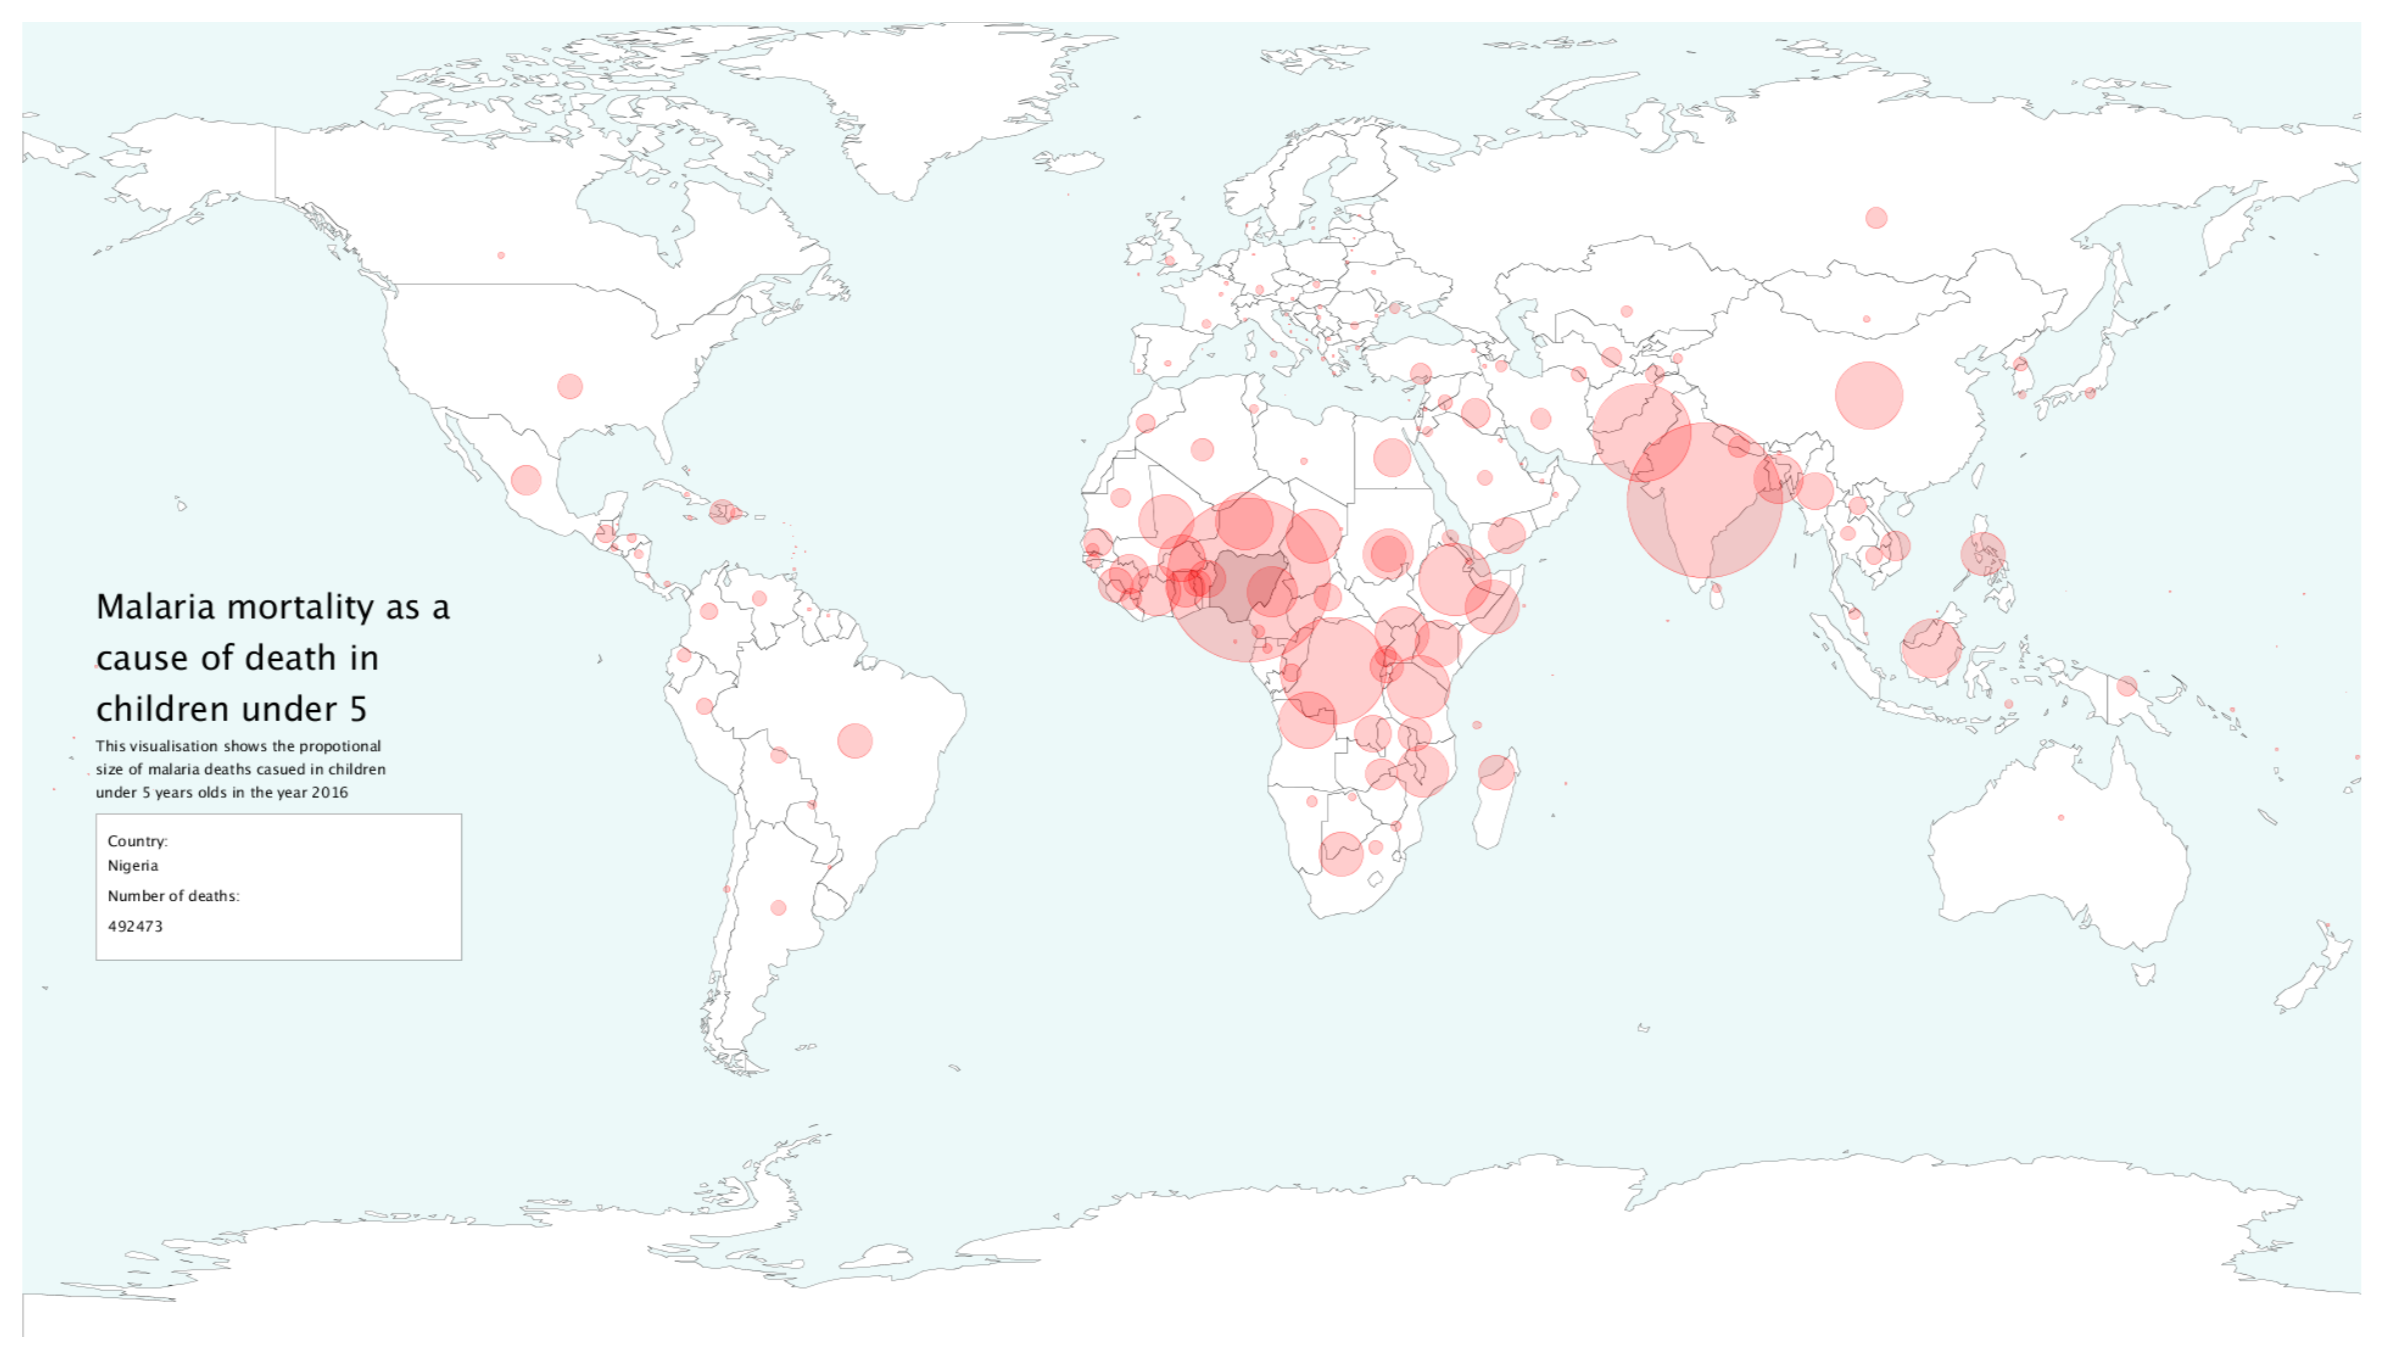 Malaria mortality as a
cause of death in
children under 5
This visualisation shows the propotional
size of malaria deaths casued in children
under 5 years olds in the year 2016
Country:
Nigeria
Number of deaths:
492473